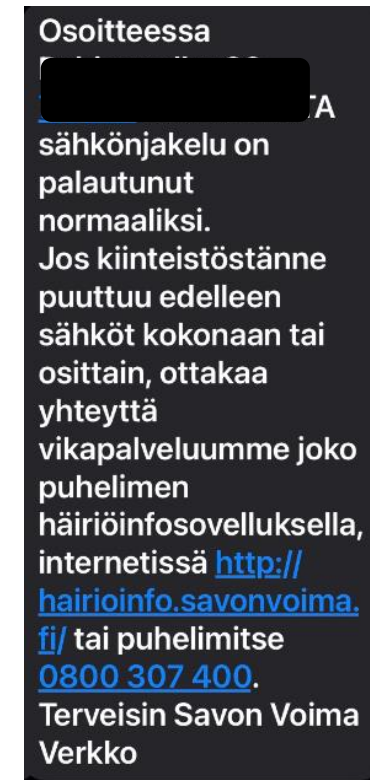 Osoitteessa
TA
sähkönjakelu on
palautunut
normaaliksi.
Jos kiinteistöstänne
puuttuu edelleen
sähköt kokonaan tai
osittain, ottakaa
yhteyttä
vikapalveluumme joko
puhelimen
häiriöinfosovelluksella,
internetissä http://
hairioinfo.savonvoima.
fi/ tai puhelimitse
0800 307 400.
Terveisin Savon Voima
Verkko